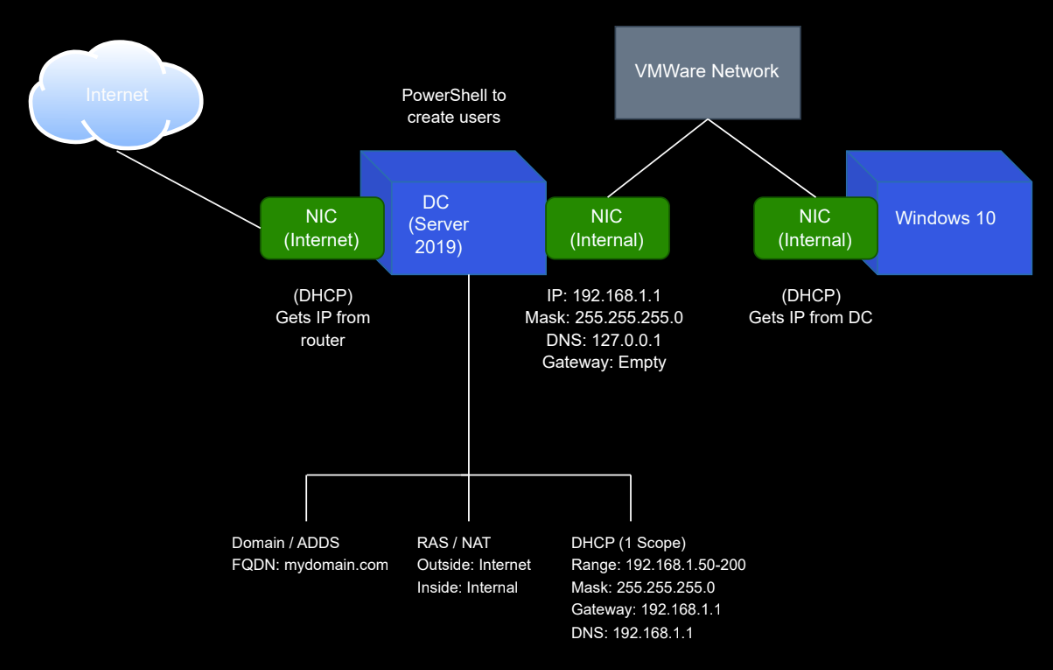 Internet
PowerShell to
create users
VMWare Network
NIC
(Internet)
DC
(Server
2019)
NIC
(Internal)
NIC
(Internal)
Windows 10
(DHCP)
Gets IP from
router
IP: 192.168.1.1
Mask: 255.255.255.0
DNS: 127.0.0.1
Gateway: Empty
(DHCP)
Gets IP from DC
Domain / ADDS
FQDN: mydomain.com
RAS / NAT
Outside: Internet
Inside: Internal
DHCP (1 Scope)
Range: 192.168.1.50-200
Mask: 255.255.255.0
Gateway: 192.168.1.1
DNS: 192.168.1.1